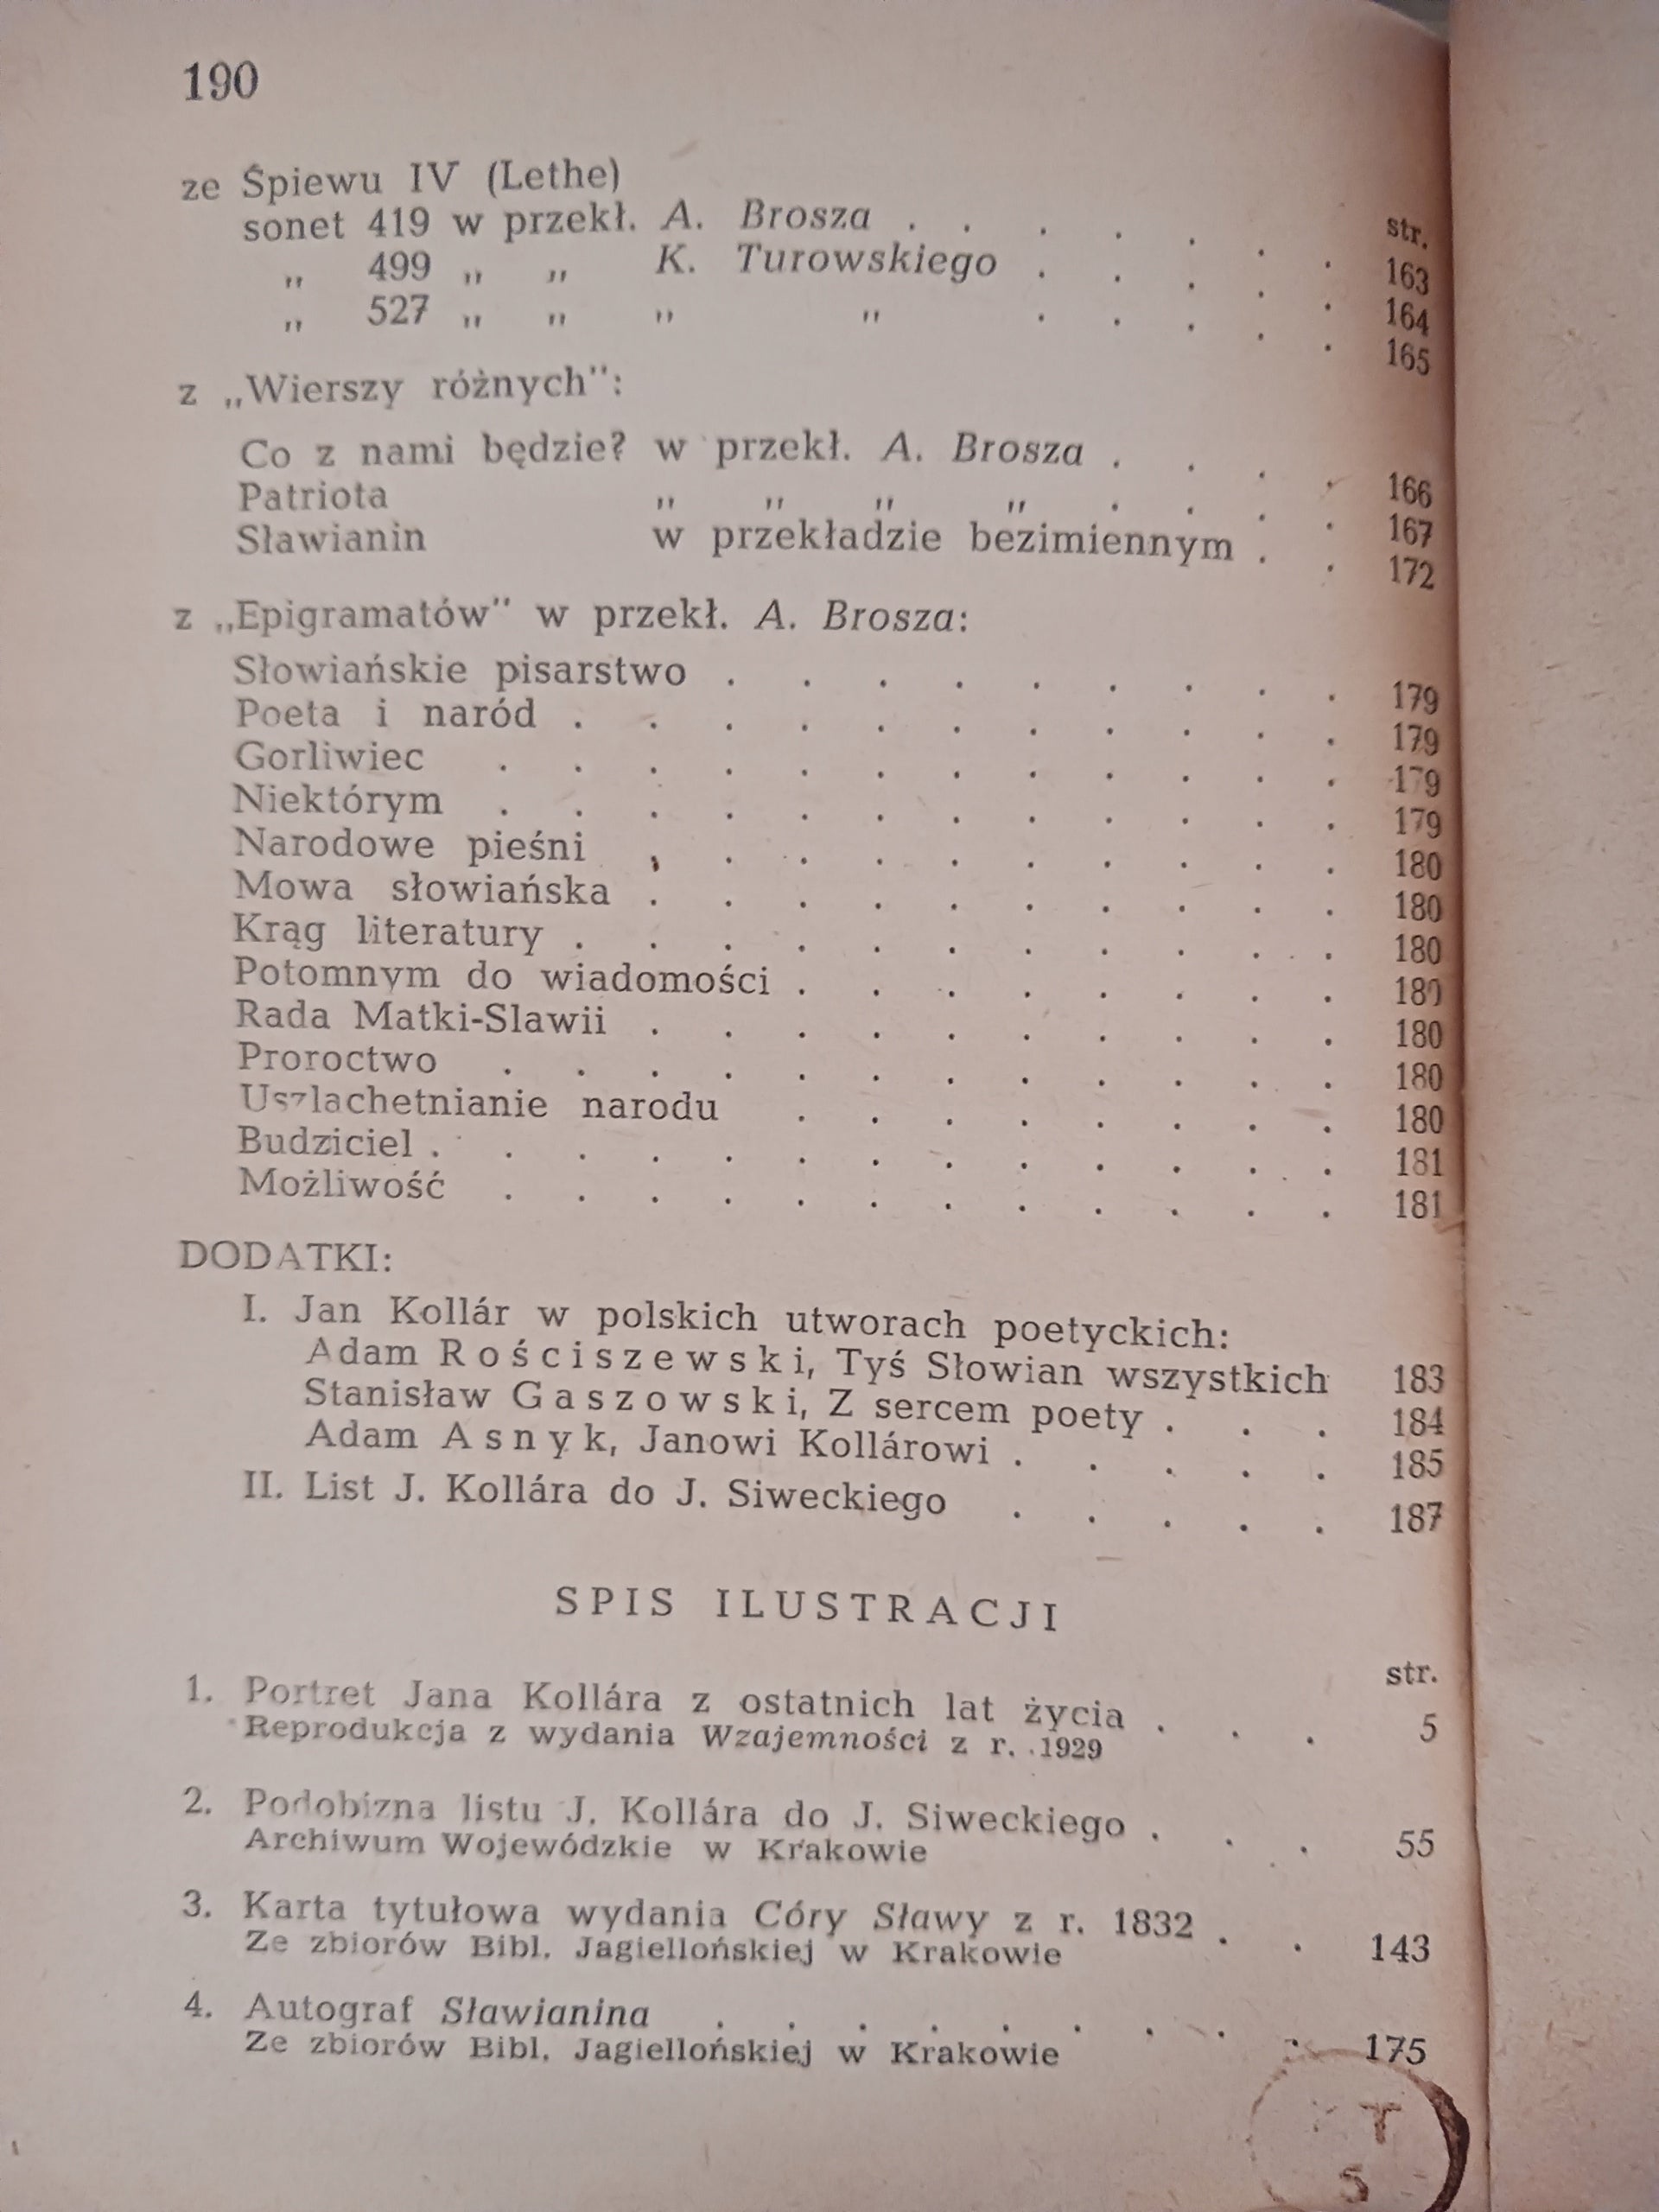 190
ze Śpiewu IV (Lethe)
str.
sonet 419 w przekł. A. Brosza . . . . . . 163
„ 499 „ „ K. Turowskiego . . . . . 164
„ 527 „ „ „ „ . . . . . 165
z „Wierszy różnych":
Co z nami będzie? w przekł. A. Brosza . . . . 166
Patriota „ „ „ „ . . . . 167
Sławianin w przekładzie bezimiennym . . 172
z „Epigramatów" w przekł. A. Brosza:
Słowiańskie pisarstwo . . . . . . . . . 179
Poeta i naród . . . . . . . . . . . 179
Gorliwiec . . . . . . . . . . . . 179
Niektórym . . . . . . . . . . . . 179
Narodowe pieśni . . . . . . . . . . 180
Mowa słowiańska . . . . . . . . . . 180
Krąg literatury . . . . . . . . . . . 180
Potomnym do wiadomości . . . . . . . . 180
Rada Matki-Slawii . . . . . . . . . . 180
Proroctwo . . . . . . . . . . . . 180
Uszlachetnianie narodu . . . . . . . . 180
Budziciel . . . . . . . . . . . . . 181
Możliwość . . . . . . . . . . . . 181
DODATKI:
I. Jan Kollár w polskich utworach poetyckich:
Adam Rościszewski, Tyś Słowian wszystkich 183
Stanisław Gaszowski, Z sercem poety . . . 184
Adam Asnyk, Janowi Kollárowi . . . . . 185
II. List J. Kollára do J. Siweckiego . . . . . 187
SPIS ILUSTRACJI
str.
1. Portret Jana Kollára z ostatnich lat życia . . . 5
Reprodukcja z wydania Wzajemności z r. 1929
2. Podobizna listu J. Kollára do J. Siweckiego . . . 55
Archiwum Wojewódzkie w Krakowie
3. Karta tytułowa wydania Córy Sławy z r. 1832 . . 143
Ze zbiorów Bibl. Jagiellońskiej w Krakowie
4. Autograf Sławianina . . . . . . . . . 175
Ze zbiorów Bibl. Jagiellońskiej w Krakowie
T
S